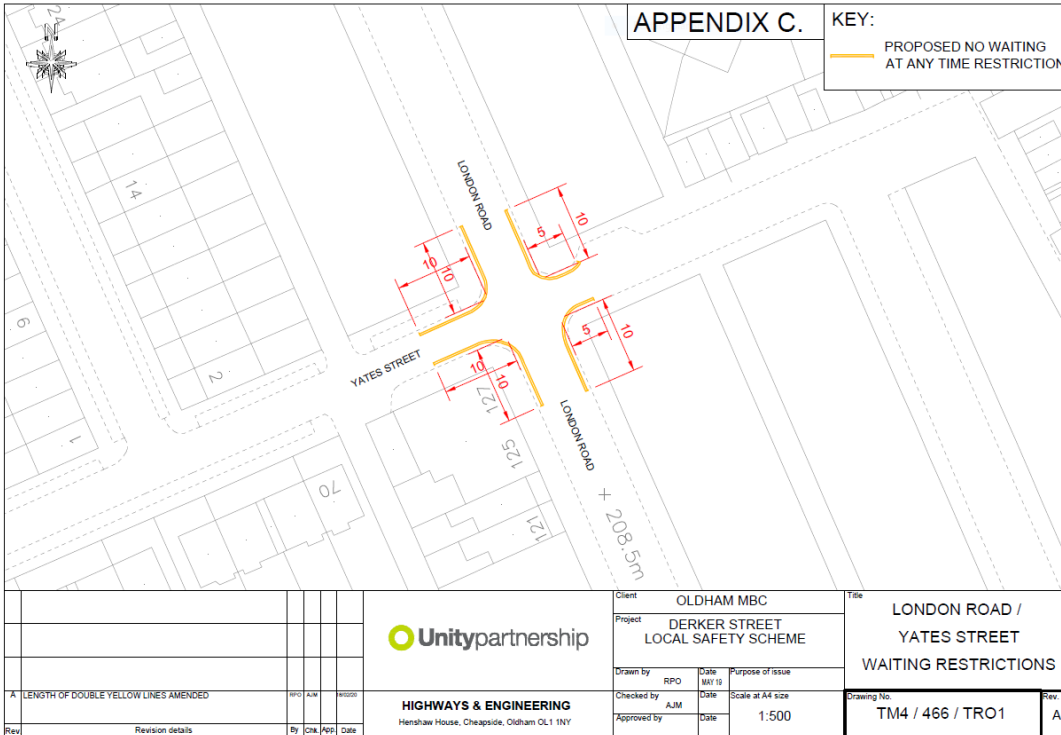 APPENDIX C.
KEY:
PROPOSED NO WAITING
AT ANY TIME RESTRICTION
24
N
14
9
2
1
LONDON ROAD
10
5
10
10
YATES STREET
10
10
5
10
127
125
121
70
LONDON ROAD
+ 208.5m
A LENGTH OF DOUBLE YELLOW LINES AMENDED RPO AJM 18/02/20
Rev Revision details By Chk. App. Date
Unitypartnership
HIGHWAYS & ENGINEERING
Henshaw House, Cheapside, Oldham OL1 1NY
Client OLDHAM MBC
Project DERKER STREET
LOCAL SAFETY SCHEME
Drawn by RPO Date MAY 19 Purpose of issue
Checked by AJM Date Scale at A4 size
1:500
Approved by Date
Title
LONDON ROAD /
YATES STREET
WAITING RESTRICTIONS
Drawing No. Rev.
TM4 / 466 / TRO1 A